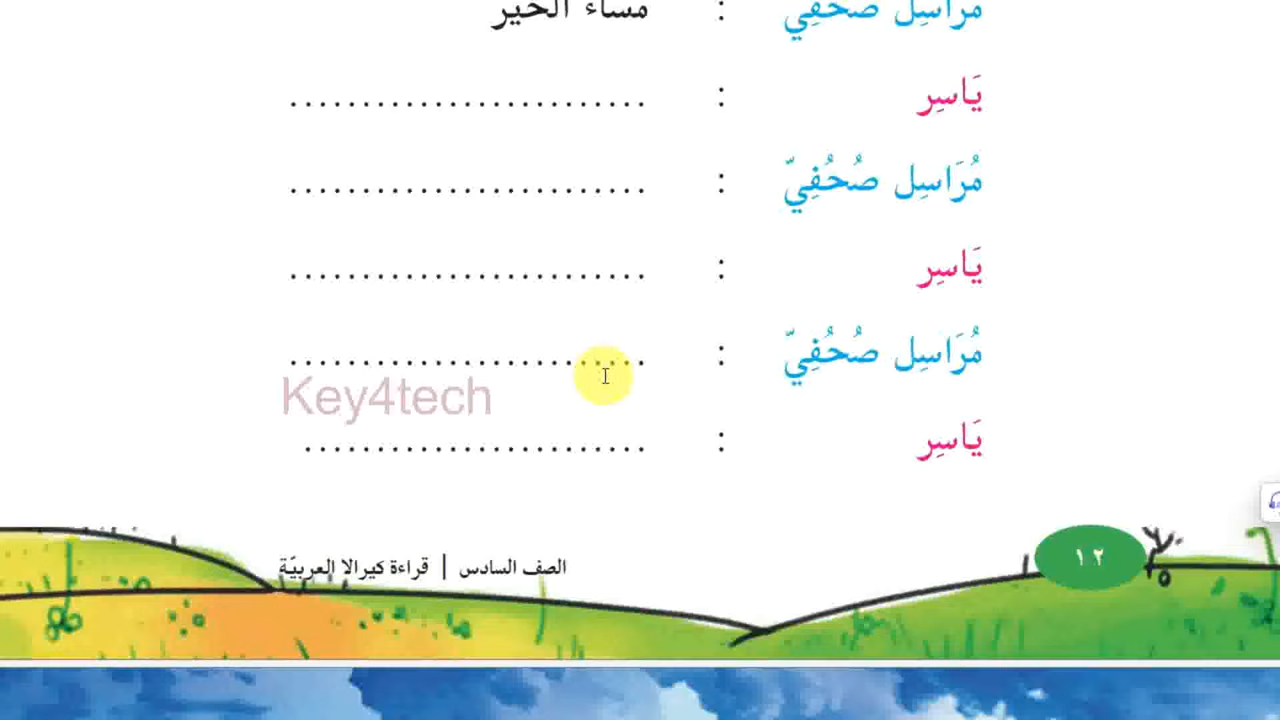 مُرَاسِل صُحُفِيّ : مساء الخير
يَاسِر : .........................
مُرَاسِل صُحُفِيّ : .........................
يَاسِر : .........................
مُرَاسِل صُحُفِيّ : .........................
Key4tech
يَاسِر : ........................
الصف السادس | قراءة كيرالا العربيّة
١٢